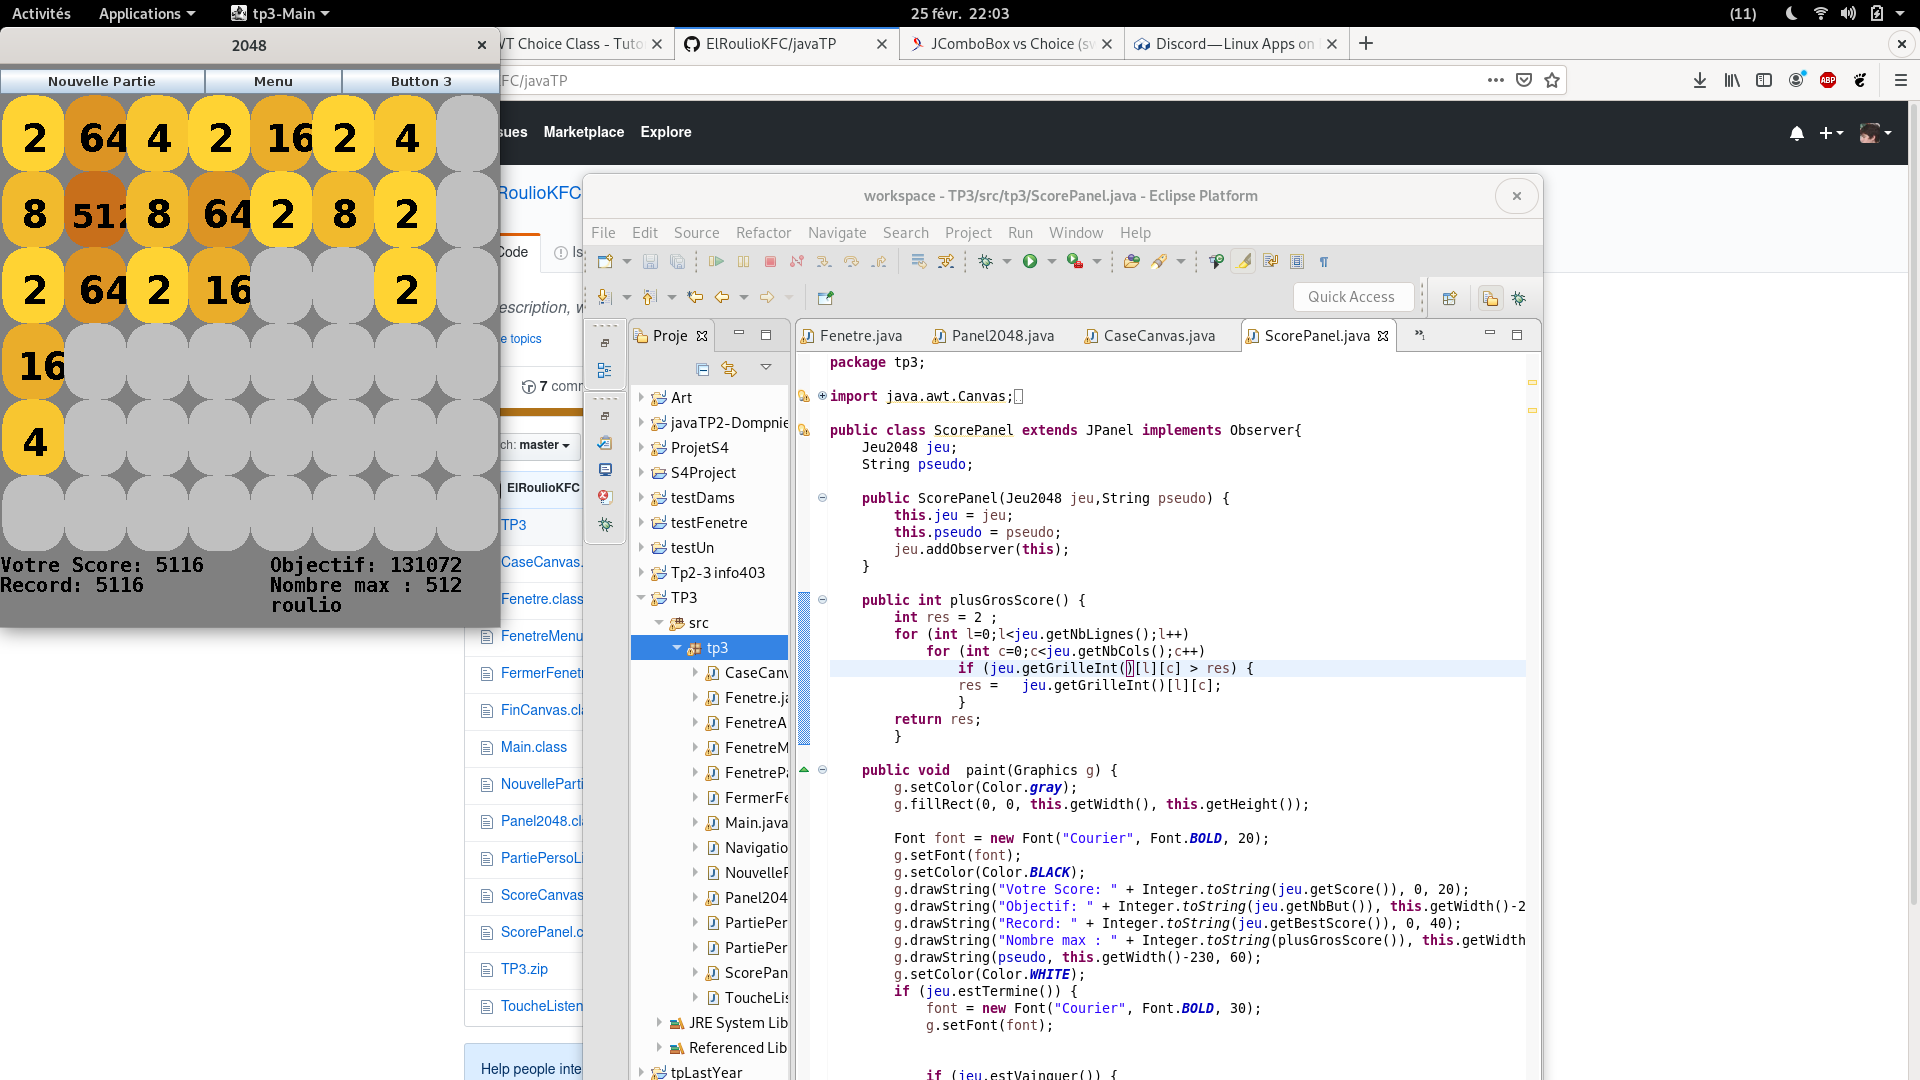 Activités Applications tp3-Main 25 févr. 22:03 (11)
2048
Nouvelle Partie Menu Button 3
2 64 4 2 16 2 4
8 512 8 64 2 8 2
2 64 2 16 2
16
4
Votre Score: 5116 Objectif: 131072
Record: 5116 Nombre max : 512
roulio
VT Choice Class - Tuto ElRoulioKFC/javaTP JComboBox vs Choice (sw Discord — Linux Apps on
FC/javaTP
ABP
sues Marketplace Explore
RoulioKFC
Code Is
escription, w
e topics
7 comm
ch: master
ElRoulioKFC
TP3
CaseCanvas.
Fenetre.class
FenetreMenu
FermerFenetr
FinCanvas.cla
Main.class
NouvelleParti
Panel2048.cla
PartiePersoLi
ScoreCanvas
ScorePanel.c
TP3.zip
ToucheListen
Help people inte
workspace - TP3/src/tp3/ScorePanel.java - Eclipse Platform
File Edit Source Refactor Navigate Search Project Run Window Help
Quick Access
Proje
Art
javaTP2-Dompnie
ProjetS4
S4Project
testDams
testFenetre
testUn
Tp2-3 info403
TP3
src
tp3
CaseCanv
Fenetre.ja
FenetreA
FenetreM
FenetrePa
FermerFe
Main.java
Navigatio
NouvelleP
Panel204
PartiePer
PartiePer
ScorePan
ToucheLis
JRE System Lib
Referenced Lib
tpLastYear
Fenetre.java Panel2048.java CaseCanvas.java ScorePanel.java
package tp3;
import java.awt.Canvas;
public class ScorePanel extends JPanel implements Observer{
Jeu2048 jeu;
String pseudo;
public ScorePanel(Jeu2048 jeu,String pseudo) {
this.jeu = jeu;
this.pseudo = pseudo;
jeu.addObserver(this);
}
public int plusGrosScore() {
int res = 2 ;
for (int l=0;l<jeu.getNbLignes();l++)
for (int c=0;c<jeu.getNbCols();c++)
if (jeu.getGrilleInt()[l][c] > res) {
res =   jeu.getGrilleInt()[l][c];
}
return res;
}
public void  paint(Graphics g) {
g.setColor(Color.gray);
g.fillRect(0, 0, this.getWidth(), this.getHeight());
Font font = new Font("Courier", Font.BOLD, 20);
g.setFont(font);
g.setColor(Color.BLACK);
g.drawString("Votre Score: " + Integer.toString(jeu.getScore()), 0, 20);
g.drawString("Objectif: " + Integer.toString(jeu.getNbBut()), this.getWidth()-2
g.drawString("Record: " + Integer.toString(jeu.getBestScore()), 0, 40);
g.drawString("Nombre max : " + Integer.toString(plusGrosScore()), this.getWidth
g.drawString(pseudo, this.getWidth()-230, 60);
g.setColor(Color.WHITE);
if (jeu.estTermine()) {
font = new Font("Courier", Font.BOLD, 30);
g.setFont(font);
if (jeu.estVainquer()) {